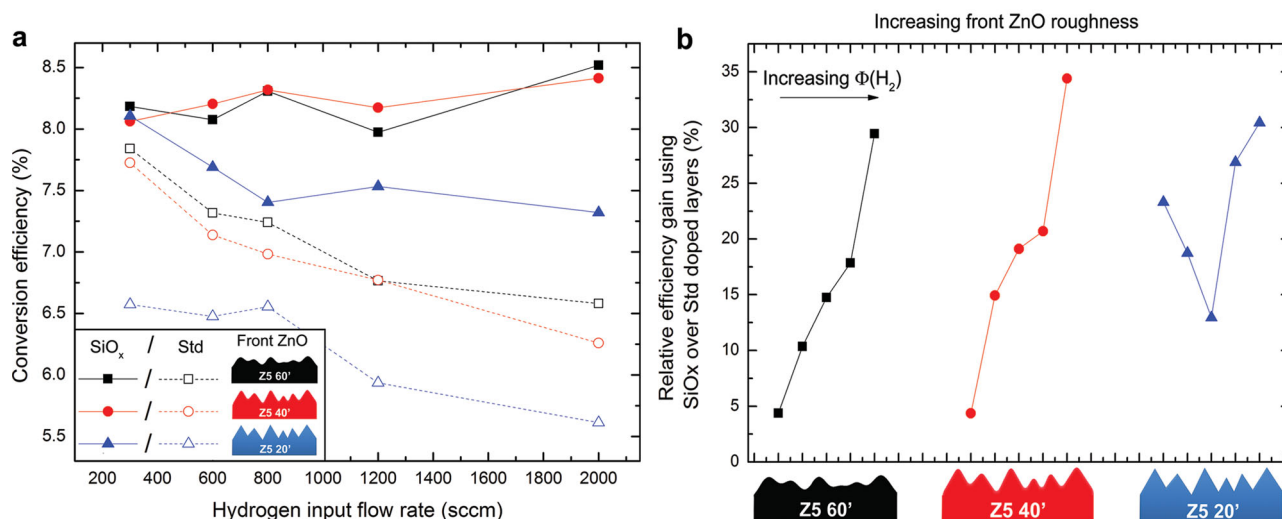 a
Conversion efficiency (%)
8.5
8.0
7.5
7.0
6.5
6.0
5.5
SiOx / Std Front ZnO
/ Z5 60'
/ Z5 40'
/ Z5 20'
200 400 600 800 1000 1200 1400 1600 1800 2000
Hydrogen input flow rate (sccm)
b
Increasing front ZnO roughness
Relative efficiency gain using
SiOx over Std doped layers (%)
Increasing Φ(H2)
35
30
25
20
15
10
5
0
Z5 60' Z5 40' Z5 20'